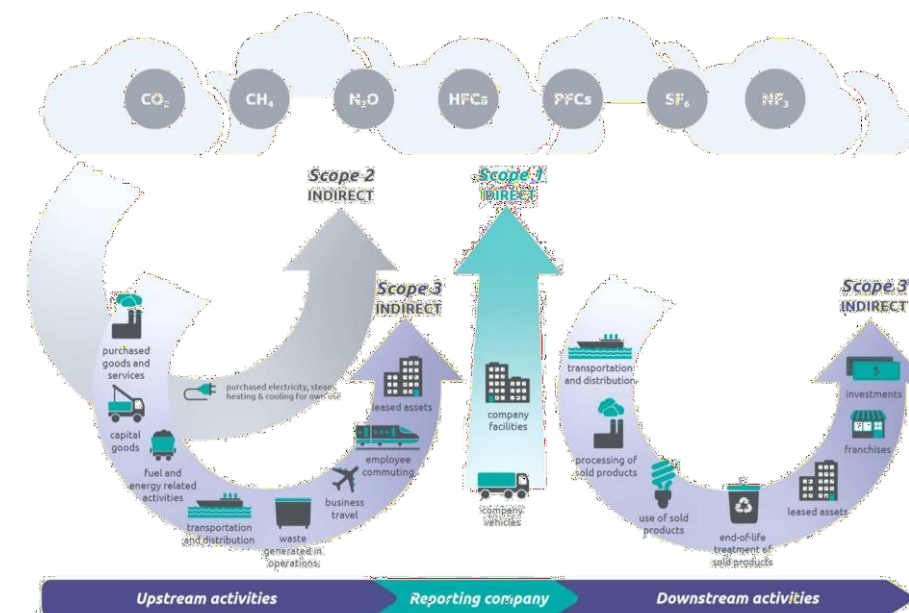 CO₂
CH₄
N₂O
HFCs
PFCs
SF₆
NF₃
Scope 2
INDIRECT
Scope 1
DIRECT
Scope 3
INDIRECT
Scope 3
INDIRECT
purchased
goods and
services
capital
goods
fuel and
energy related
activities
transportation
and distribution
waste
generated in
operations
business
travel
employee
commuting
leased assets
purchased electricity, steam,
heating & cooling for own use
company
facilities
company
vehicles
transportation
and distribution
processing of
sold products
use of sold
products
end-of-life
treatment of
sold products
leased assets
franchises
$
investments
Upstream activities
Reporting company
Downstream activities